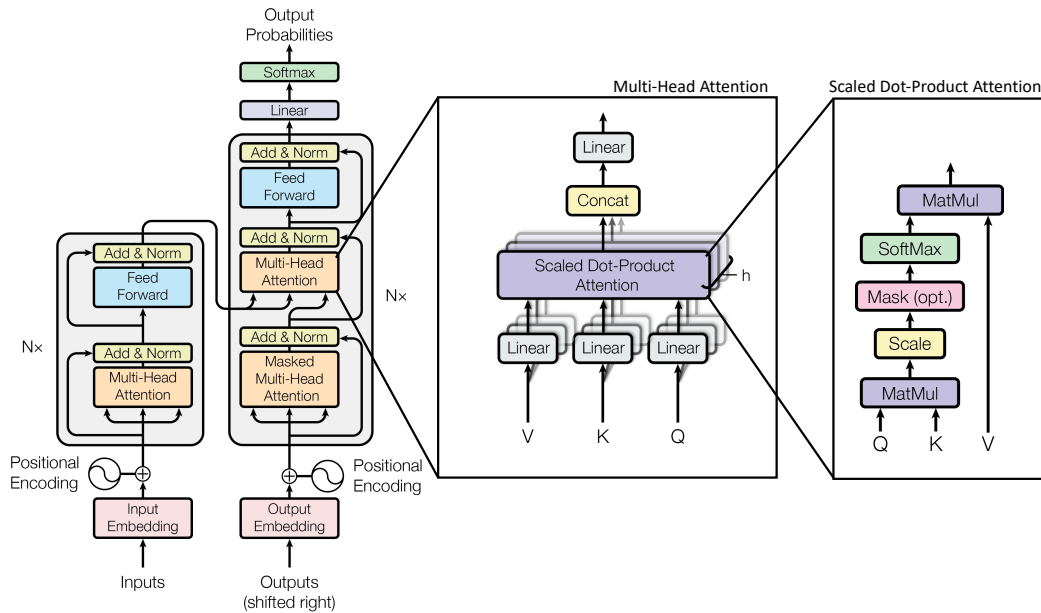 Output
Probabilities
Softmax
Linear
Add & Norm
Feed
Forward
Add & Norm
Multi-Head
Attention
Add & Norm
Masked
Multi-Head
Attention
N×
Positional
Encoding
Output
Embedding
Outputs
(shifted right)
Add & Norm
Feed
Forward
N×
Add & Norm
Multi-Head
Attention
Positional
Encoding
Input
Embedding
Inputs
Multi-Head Attention
Linear
Concat
Scaled Dot-Product
Attention
h
Linear Linear Linear
V K Q
Scaled Dot-Product Attention
MatMul
SoftMax
Mask (opt.)
Scale
MatMul
Q K V